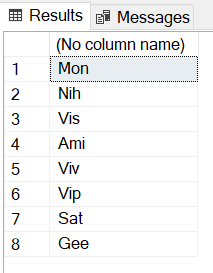 Results Messages
(No column name)
1 Mon
2 Nih
3 Vis
4 Ami
5 Viv
6 Vip
7 Sat
8 Gee